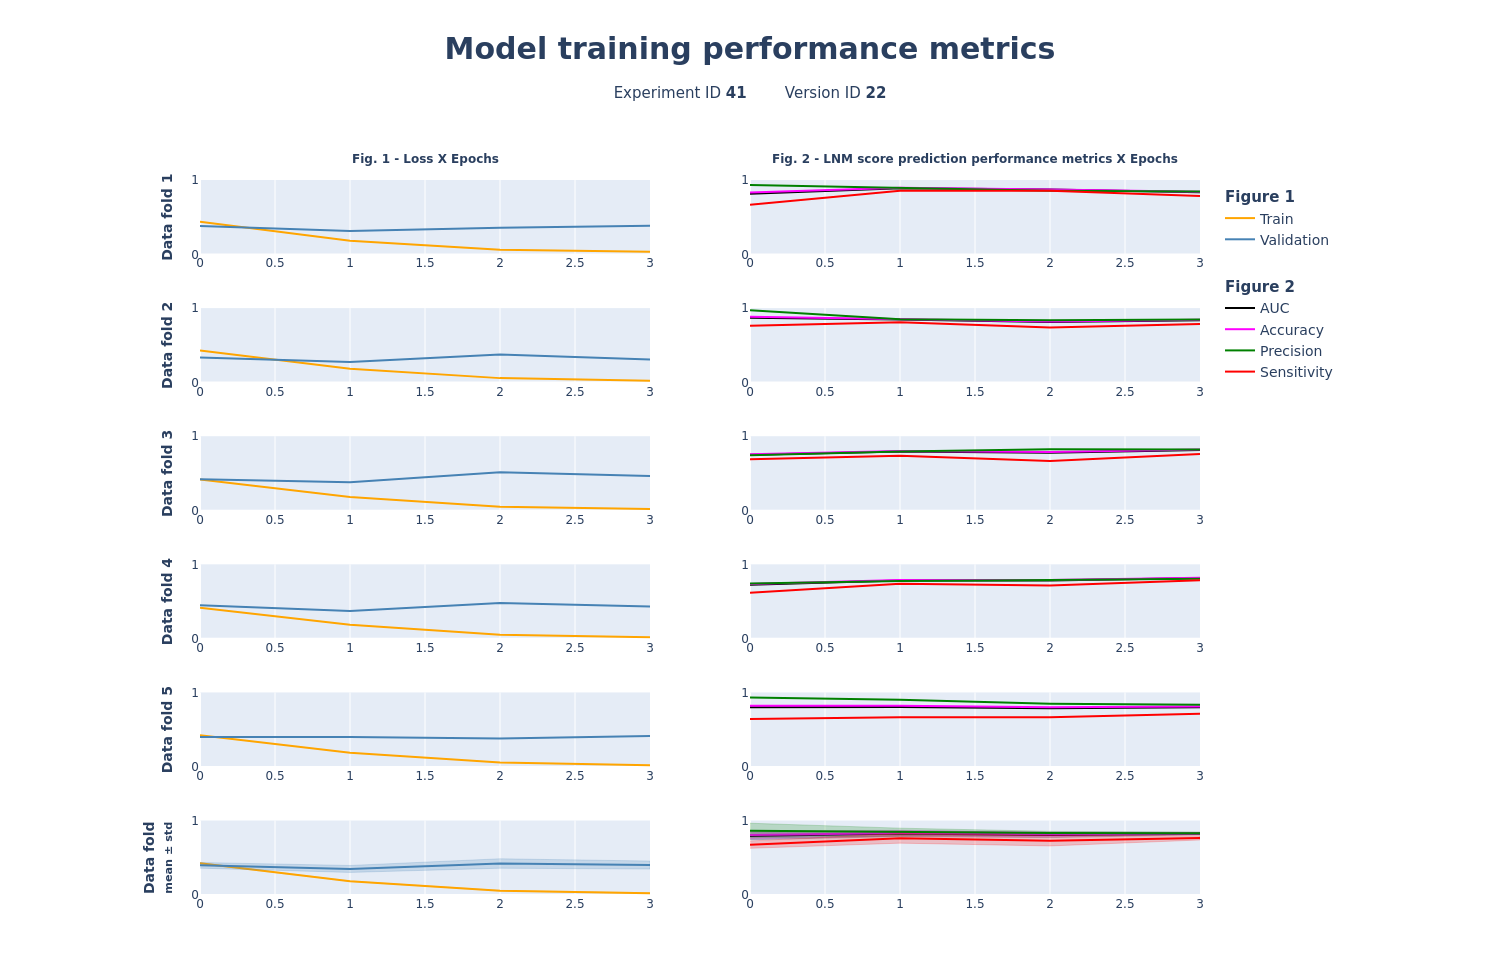 Model training performance metrics
Experiment ID 41 Version ID 22
Fig. 1 - Loss X Epochs
Fig. 2 - LNM score prediction performance metrics X Epochs
Data fold 1
1
0
0 0.5 1 1.5 2 2.5 3
1
0
0 0.5 1 1.5 2 2.5 3
Figure 1
Train
Validation
Figure 2
AUC
Accuracy
Precision
Sensitivity
Data fold 2
1
0
0 0.5 1 1.5 2 2.5 3
1
0
0 0.5 1 1.5 2 2.5 3
Data fold 3
1
0
0 0.5 1 1.5 2 2.5 3
1
0
0 0.5 1 1.5 2 2.5 3
Data fold 4
1
0
0 0.5 1 1.5 2 2.5 3
1
0
0 0.5 1 1.5 2 2.5 3
Data fold 5
1
0
0 0.5 1 1.5 2 2.5 3
1
0
0 0.5 1 1.5 2 2.5 3
Data fold
mean ± std
1
0
0 0.5 1 1.5 2 2.5 3
1
0
0 0.5 1 1.5 2 2.5 3